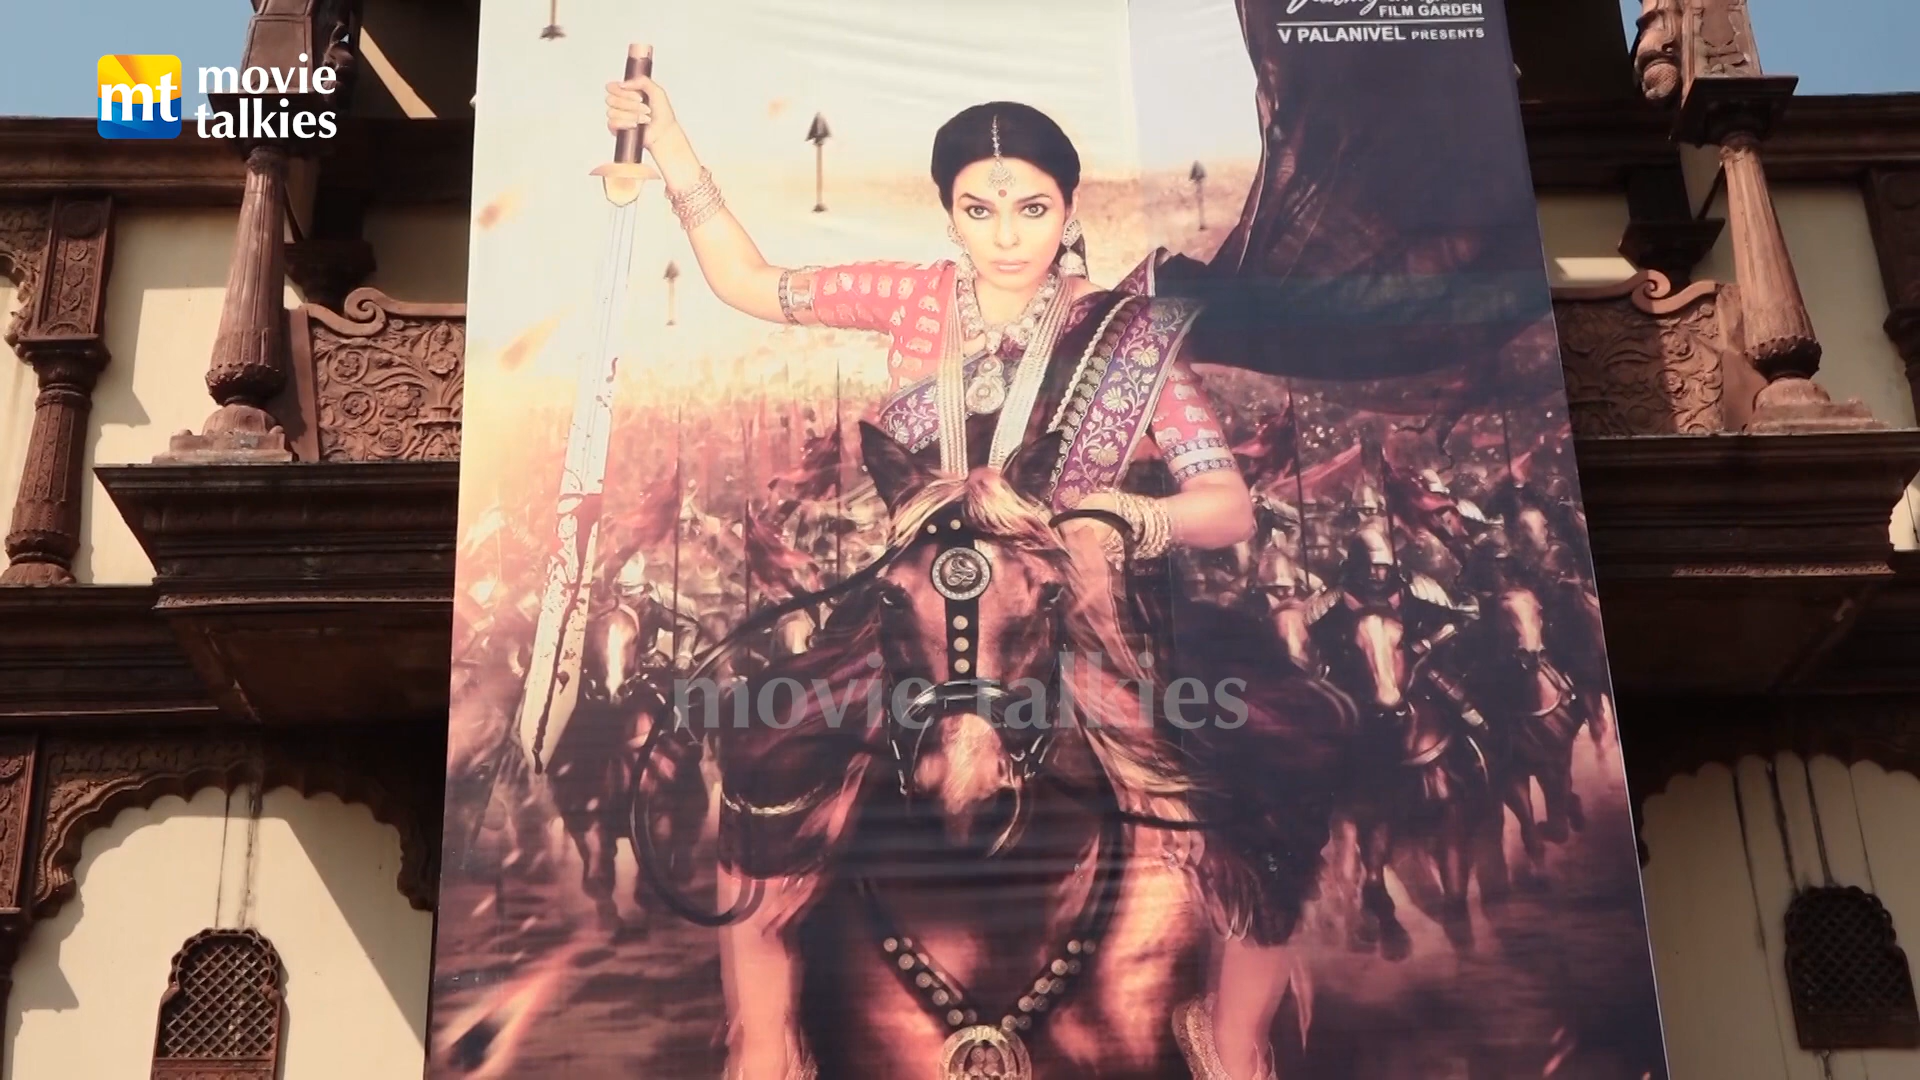 FILM GARDEN
V PALANIVEL PRESENTS
mt movie
talkies
movie talkies